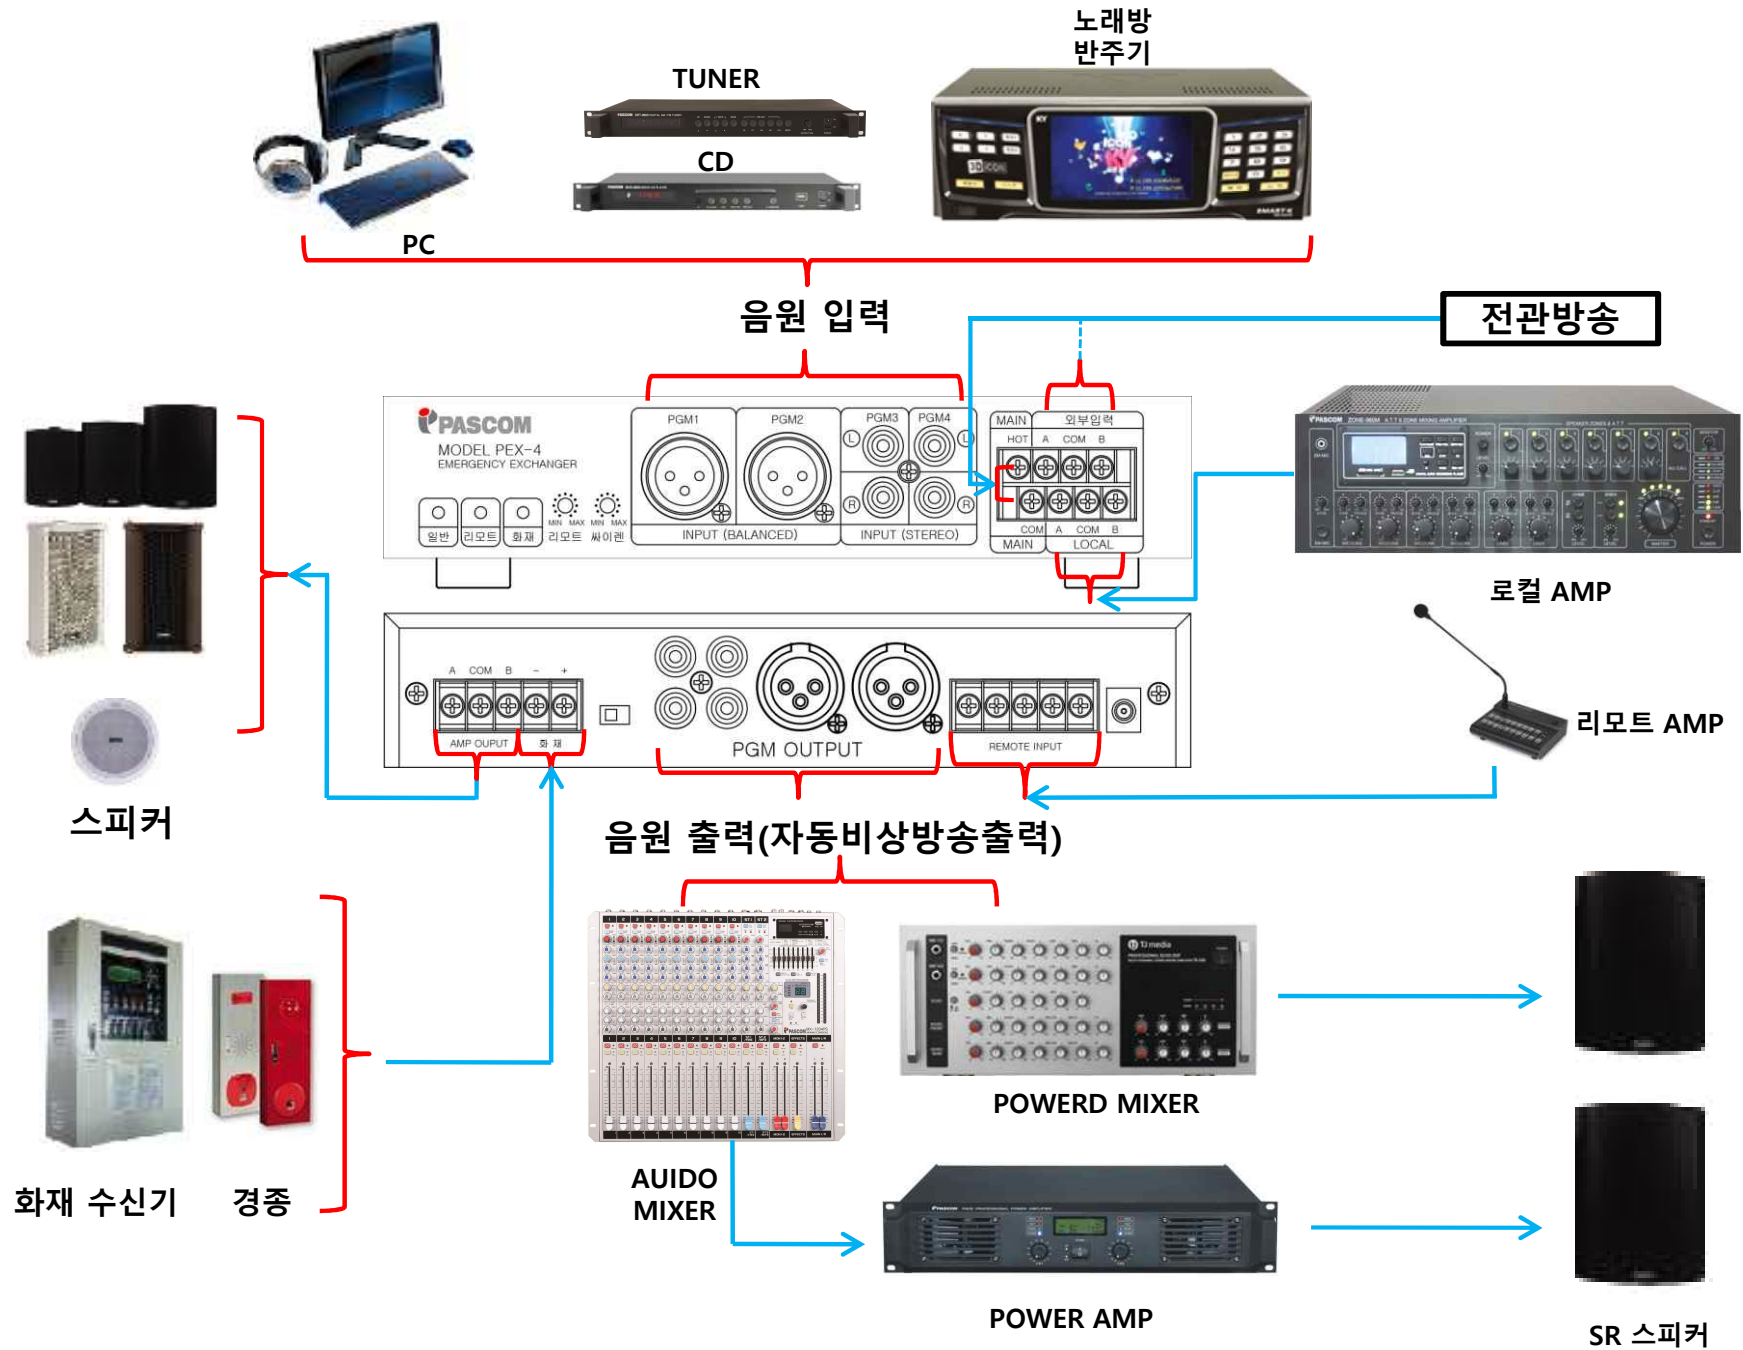 노래방
반주기
TUNER
CD
PC
음원 입력
전관방송
PASCOM
MODEL PEX-4
EMERGENCY EXCHANGER
일반
리모트
화재
MIN MAX
리모트
MIN MAX
싸이렌
PGM1
PGM2
INPUT (BALANCED)
PGM3
PGM4
L
L
R
R
INPUT (STEREO)
MAIN
외부입력
HOT A COM B
COM A COM B
MAIN
LOCAL
PASCOM
로컬 AMP
A COM B - +
AMP OUPUT
화 재
PGM OUTPUT
REMOTE INPUT
리모트 AMP
스피커
음원 출력(자동비상방송출력)
화재 수신기
경종
PASCOM
TJ media
POWERD MIXER
AUIDO
MIXER
POWER AMP
SR 스피커